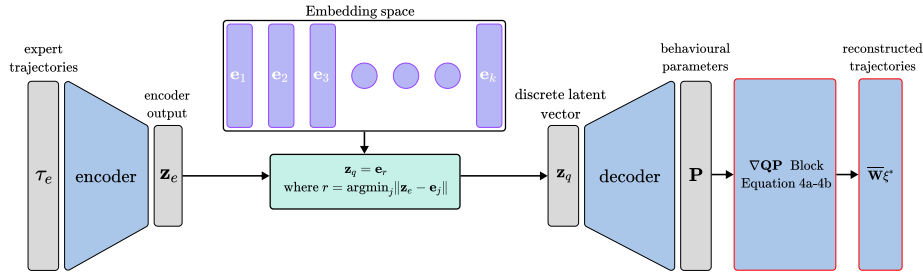 Embedding space
expert
trajectories
τ_e
encoder
encoder
output
z_e
e_1 e_2 e_3 e_k
z_q = e_r
where r = argmin_j ||z_e − e_j||
discrete latent
vector
z_q
decoder
behavioural
parameters
P
∇QP Block
Equation 4a-4b
reconstructed
trajectories
W̅ξ*